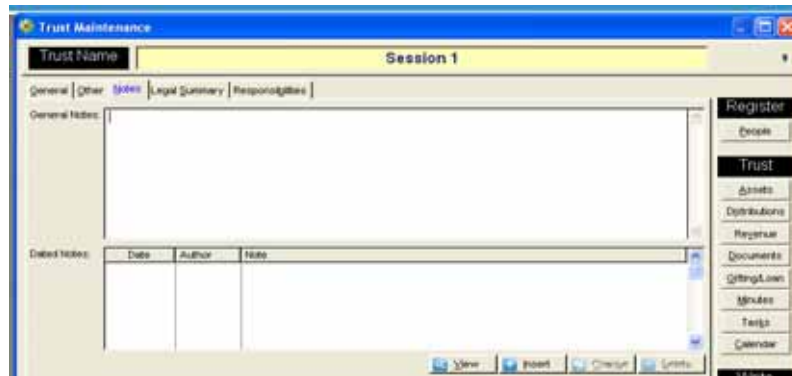 Trust Maintenance
Trust Name
Session 1
General Other Notes Legal Summary Responsibilities
General Notes:
Register
People
Trust
Assets
Distributions
Revenue
Documents
Gifting/Loan
Minutes
Tasks
Calendar
Dated Notes:
Date Author Note
View Insert Change Delete